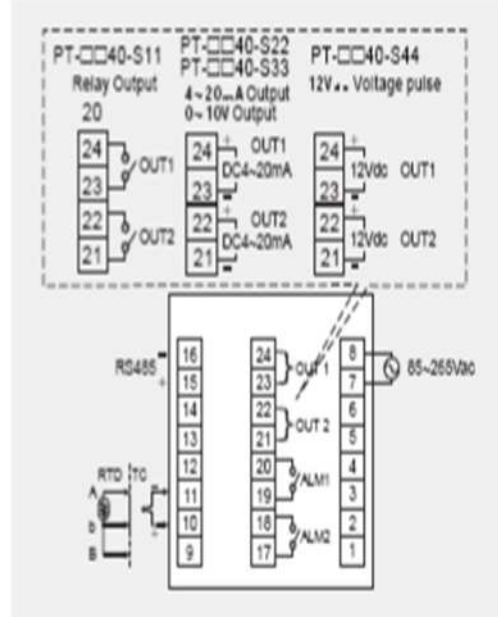 PT-□□40-S11
Relay Output
20
24
23
22
21
OUT1
OUT2
PT-□□40-S22
PT-□□40-S33
4~20mA Output
0~10V Output
24
23
22
21
+
OUT1
DC4~20mA
-
+
OUT2
DC4~20mA
-
PT-□□40-S44
12V Voltage pulse
24
23
22
21
+
12Vdc OUT1
-
+
12Vdc OUT2
-
RS485
-
+
16
15
14
13
12
11
10
9
RTD TC
A
b
B
-
+
24
23
22
21
20
19
18
17
OUT 1
OUT 2
ALM1
ALM2
8
7
6
5
4
3
2
1
85~265Vac